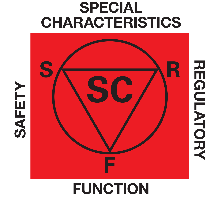 SPECIAL
CHARACTERISTICS
SAFETY
S
SC
R
REGULATORY
F
FUNCTION